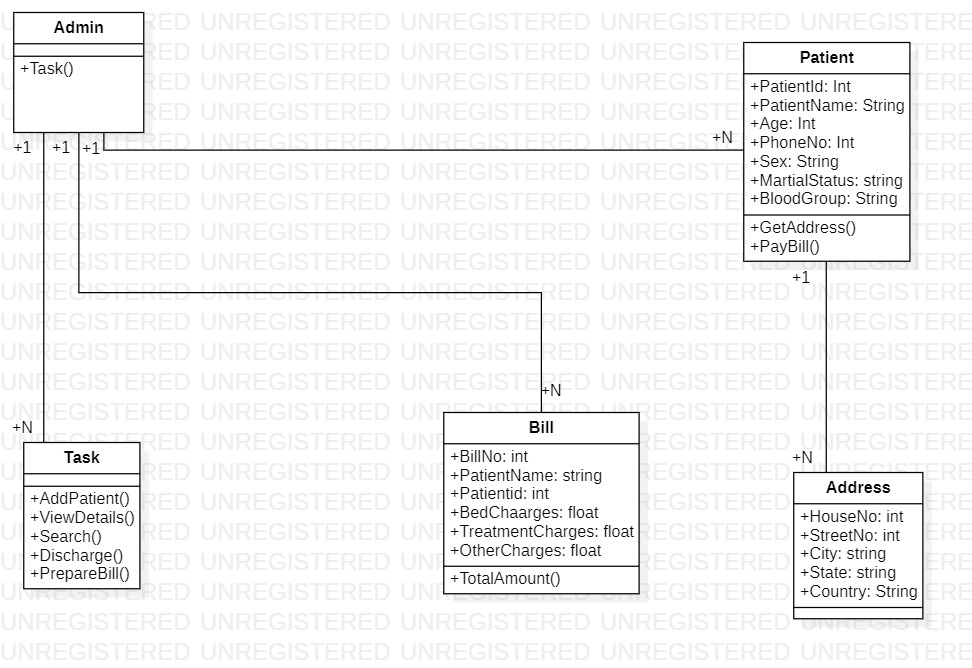 Admin
+Task()
+1
+1
+1
+N
Patient
+PatientId: Int
+PatientName: String
+Age: Int
+PhoneNo: Int
+Sex: String
+MartialStatus: string
+BloodGroup: String
+GetAddress()
+PayBill()
+1
+N
+N
Task
+AddPatient()
+ViewDetails()
+Search()
+Discharge()
+PrepareBill()
+N
Bill
+BillNo: int
+PatientName: string
+Patientid: int
+BedChaarges: float
+TreatmentCharges: float
+OtherCharges: float
+TotalAmount()
Address
+HouseNo: int
+StreetNo: int
+City: string
+State: string
+Country: String
UNREGISTERED